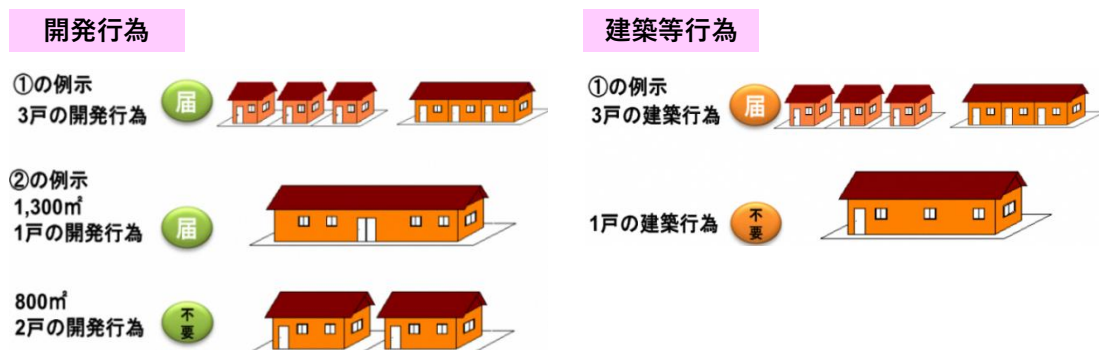 開発行為
①の例示
3戸の開発行為
届
②の例示
1,300㎡
1戸の開発行為
届
800㎡
2戸の開発行為
不要
建築等行為
①の例示
3戸の建築行為
届
1戸の建築行為
不要